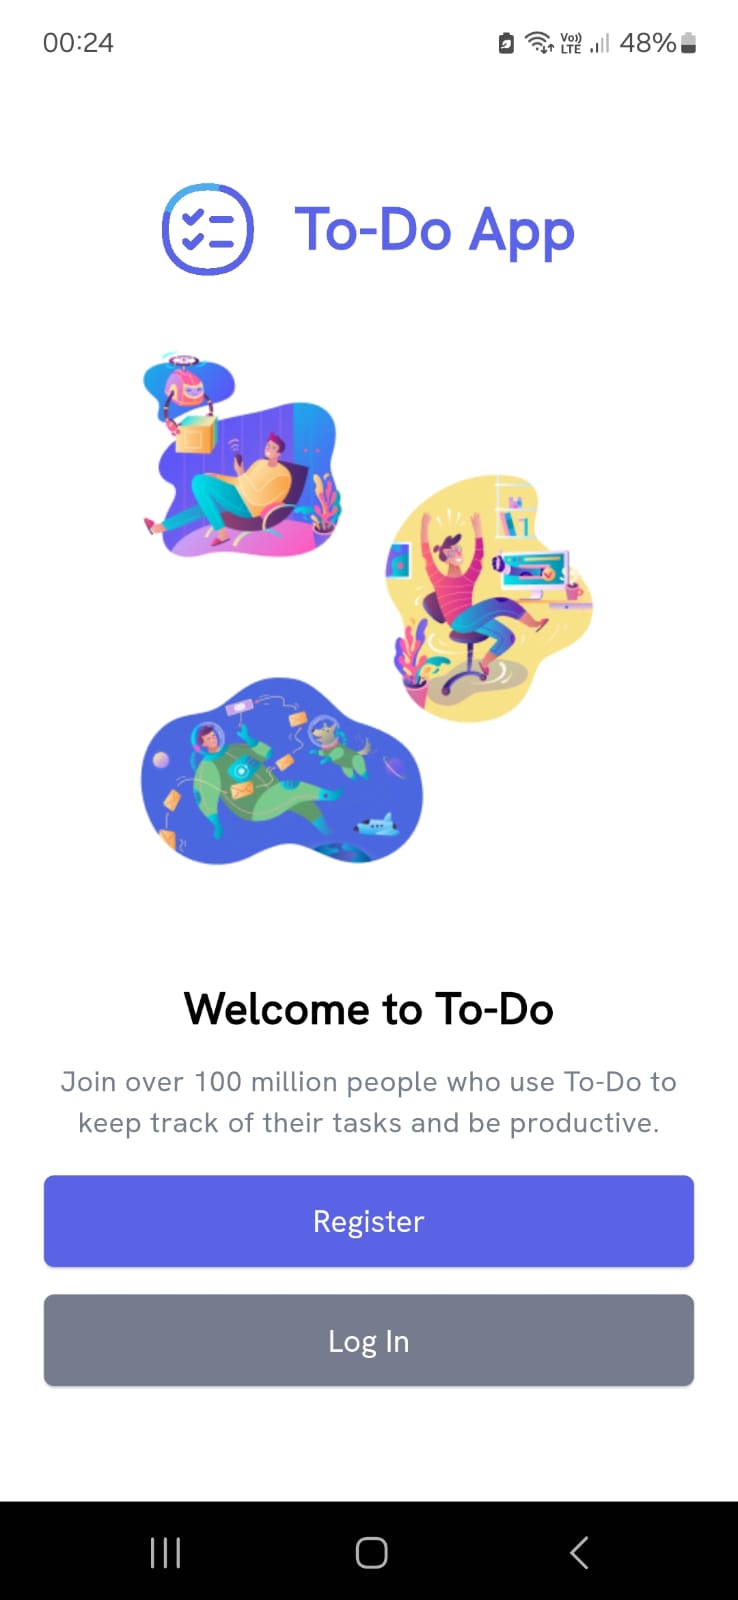 00:24
Vo))
LTE
48%
To-Do App
Welcome to To-Do
Join over 100 million people who use To-Do to
keep track of their tasks and be productive.
Register
Log In